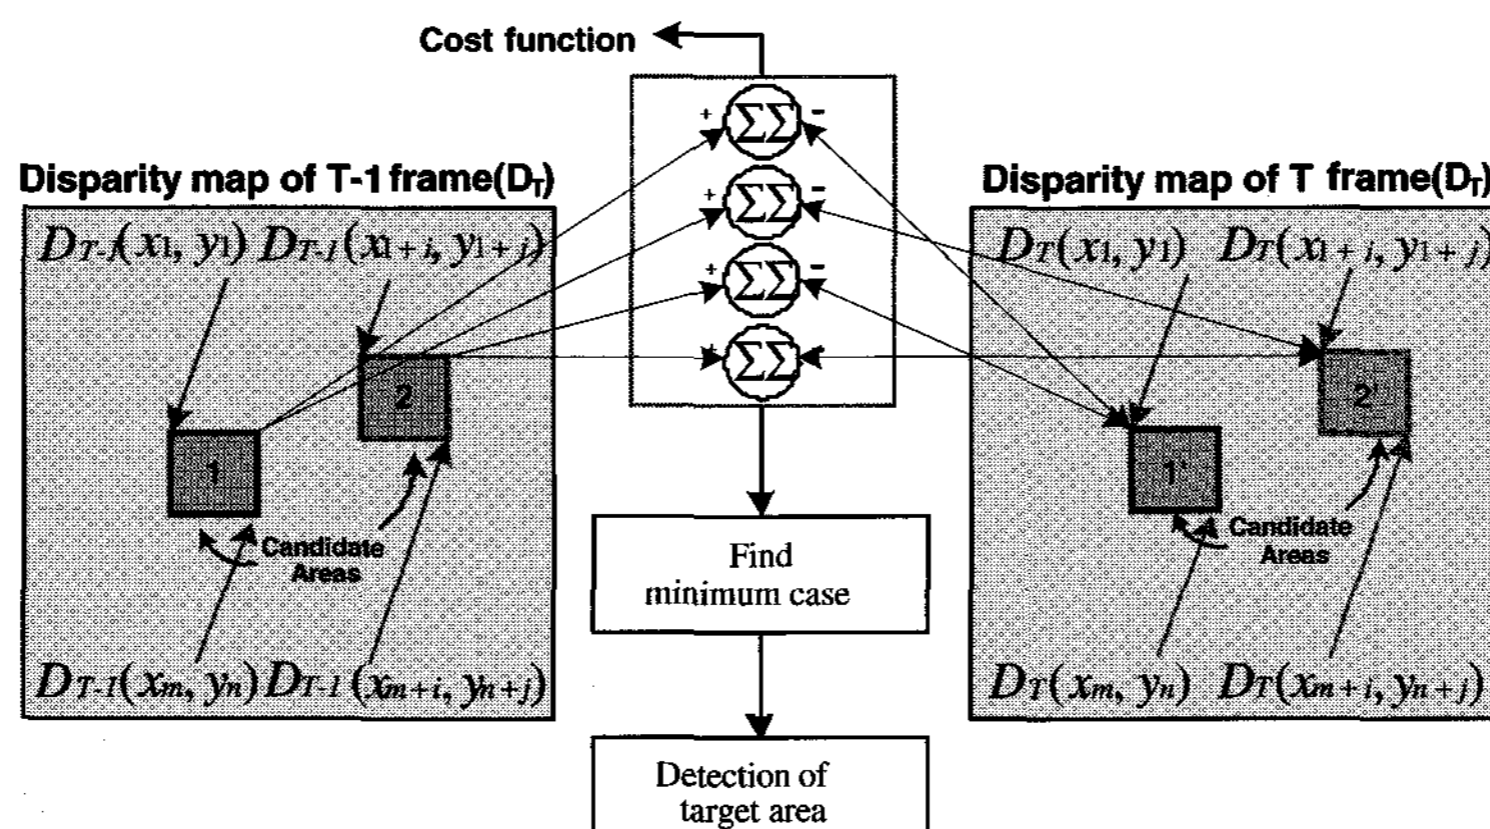 Cost function
+ ΣΣ -
+ ΣΣ -
+ ΣΣ -
+ ΣΣ -
Disparity map of T-1 frame(D_T)
D_{T-1}(x1, y1) D_{T-1}(x1+i, y1+j)
2
1
Candidate
Areas
D_{T-1}(xm, yn) D_{T-1}(xm+i, yn+j)
Disparity map of T frame(D_T)
D_T(x1, y1) D_T(x1+i, y1+j)
2'
1'
Candidate
Areas
D_T(xm, yn) D_T(xm+i, yn+j)
Find
minimum case
Detection of
target area